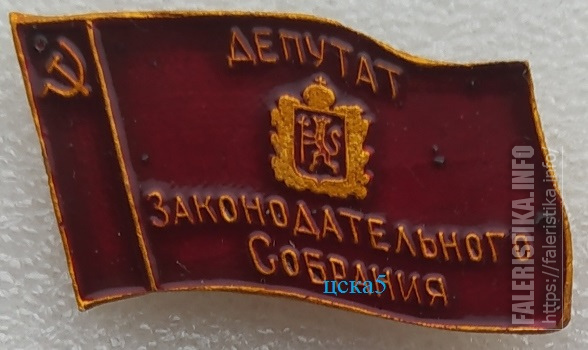 ДЕПУТАТ
ЗАКОНОДАТЕЛЬНОГО
СОБРАНИЯ
цска5
FALERISTIKA.INFO
https://faleristika.info/